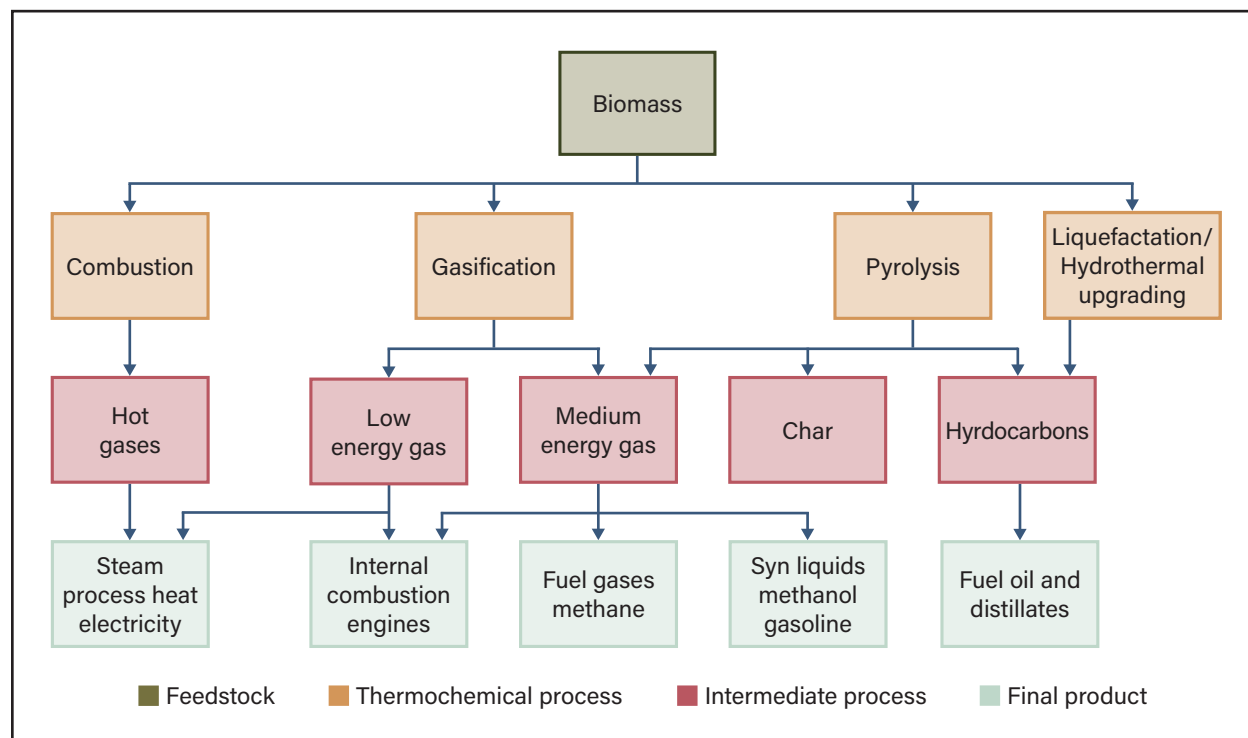 Biomass
Combustion
Gasification
Pyrolysis
Liquefactation/
Hydrothermal
upgrading
Hot
gases
Low
energy gas
Medium
energy gas
Char
Hyrdocarbons
Steam
process heat
electricity
Internal
combustion
engines
Fuel gases
methane
Syn liquids
methanol
gasoline
Fuel oil and
distillates
Feedstock
Thermochemical process
Intermediate process
Final product